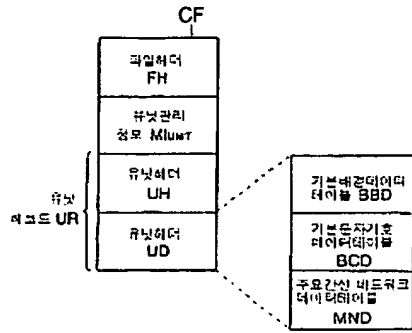 CF
파일헤더
FH
유닛관리
정보 MIUMT
유닛헤더
UH
유닛
레코드 UR
유닛헤더
UD
기본배경데이터
테이블 BBD
기본문자기호
데이터테이블
BCD
주요간선 네트워크
데이터테이블
MND